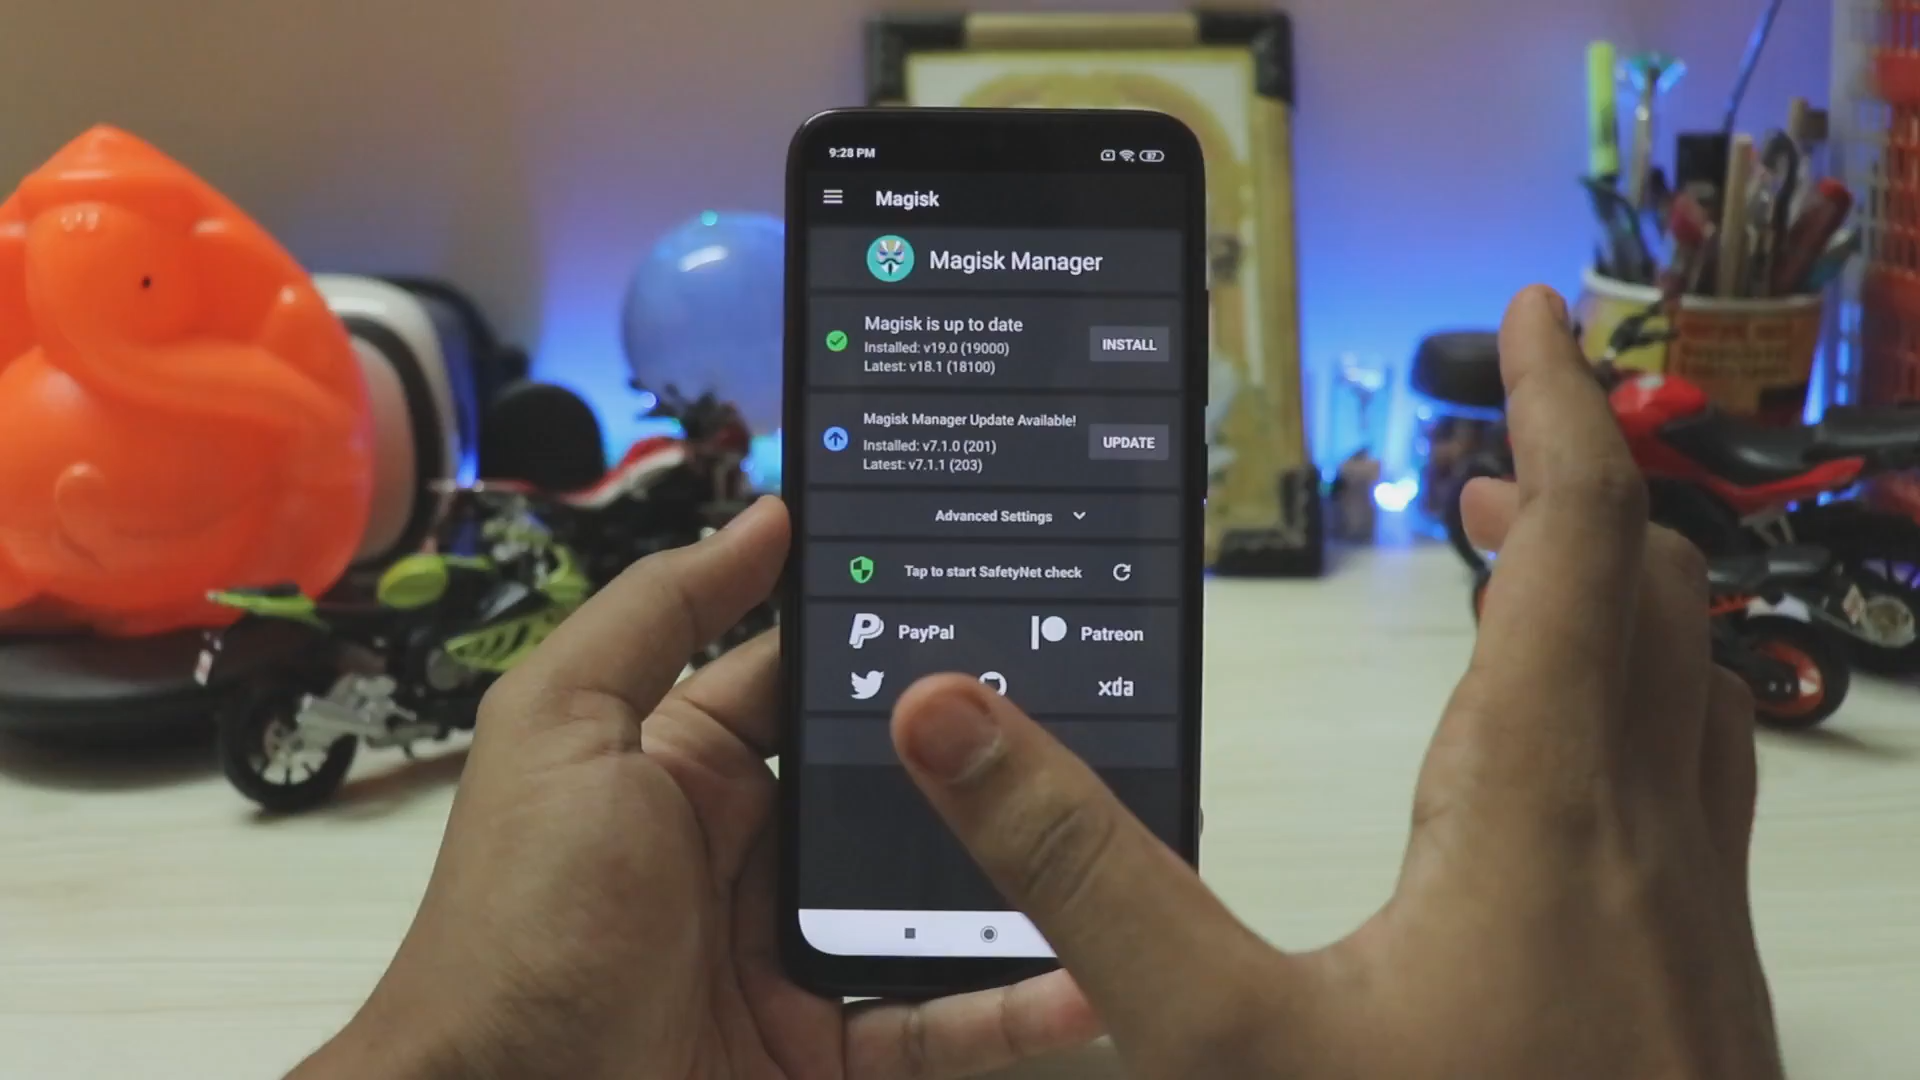 9:28 PM
87
Magisk
Magisk Manager
Magisk is up to date
Installed: v19.0 (19000)
Latest: v18.1 (18100)
INSTALL
Magisk Manager Update Available!
Installed: v7.1.0 (201)
Latest: v7.1.1 (203)
UPDATE
Advanced Settings
Tap to start SafetyNet check
PayPal
Patreon
xda